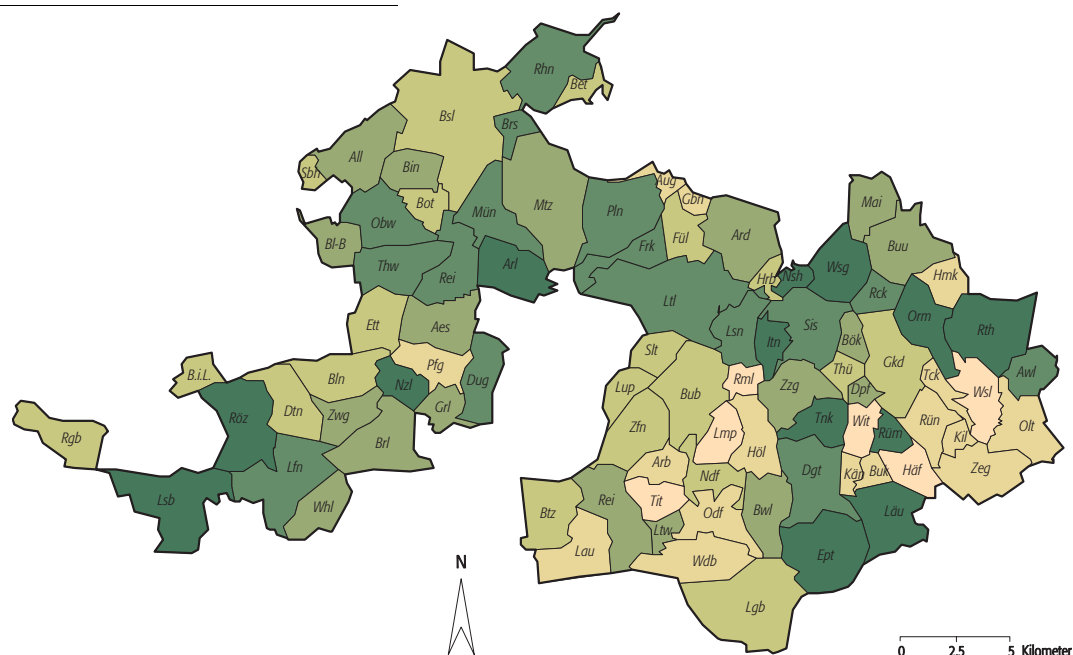 Rhn
Bet
Bsl
Brs
All
Bin
Sbn
Aug
Gbn
Bot
Mün
Mtz
Pln
Mai
Obw
Bl-B
Frk
Fül
Ard
Buu
Thw
Rei
Arl
Hrb
Nsh
Wsg
Hmk
Rck
Ltl
Orm
Ett
Aes
Lsn
Itn
Sis
Bök
Rth
Slt
Pfg
Gkd
Thü
Tck
Awl
B.i.L.
Bln
Nzl
Dug
Lup
Bub
Rml
Zzg
Dpf
Wsl
Röz
Dtn
Zwg
Grl
Zfn
Lmp
Tnk
Wit
Rüm
Rün
Kil
Olt
Rgb
Brl
Höl
Lfn
Arb
Ndf
Dgt
Kän
Buk
Häf
Zeg
Lsb
Whl
Btz
Rei
Tit
Odf
Bwl
Läu
Ltw
Lau
Wdb
Ept
Lgb
N
0 2.5 5 Kilometer